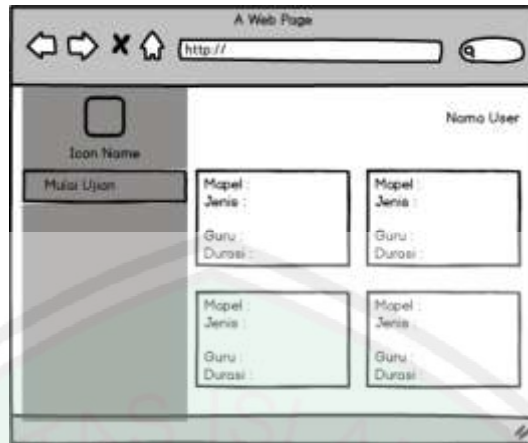 A Web Page
http://
Nama User
Icon Name
Mulai Ujian
Mapel :
Jenis :
Guru :
Durasi :
Mapel :
Jenis :
Guru :
Durasi :
Mapel :
Jenis :
Guru :
Durasi :
Mapel :
Jenis :
Guru :
Durasi :